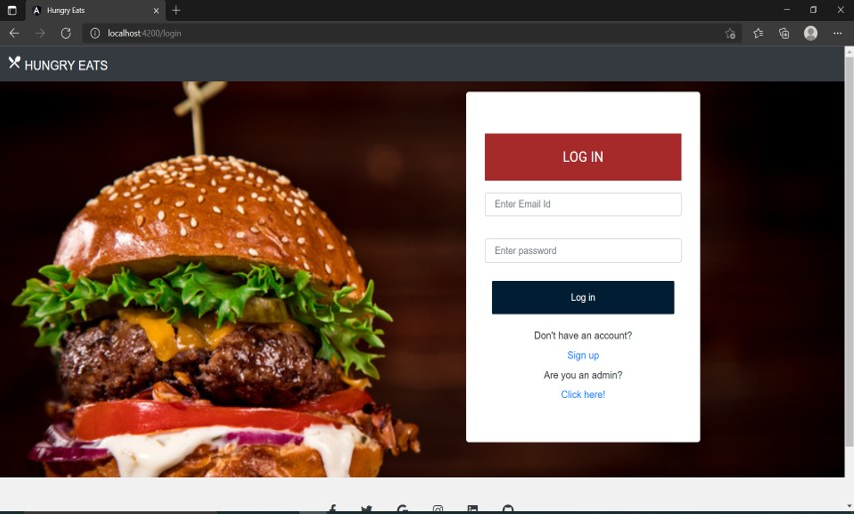 Hungry Eats
localhost:4200/login
HUNGRY EATS
LOG IN
Enter Email Id
Enter password
Log in
Don't have an account?
Sign up
Are you an admin?
Click here!